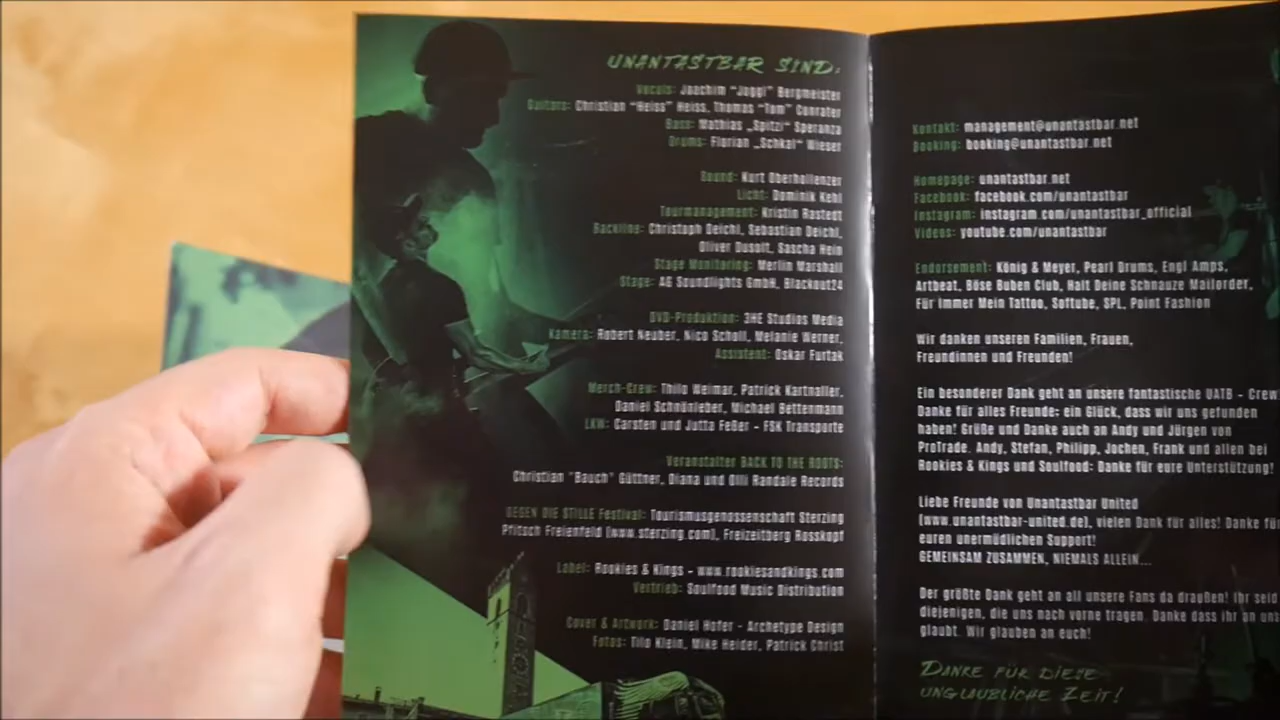 UNANTASTBAR SIND:
Vocals: Joachim "Joggl" Bergmeister
Guitars: Christian "Heiss" Heiss, Thomas "Tom" Conrater
Bass: Mathias „Spitzi“ Speranza
Drums: Florian „Schkal“ Wieser
Sound: Kurt Oberhollenzer
Licht: Dominik Kehl
Tourmanagement: Kristin Rastedt
Backline: Christoph Deichl, Sebastian Deichl,
Oliver Dusolt, Sascha Hein
Stage Monitoring: Merlin Marshall
Stage: AG Soundlights GmbH, Blackout24
DVD-Produktion: 3HE Studios Media
Kamera: Robert Neuber, Nico Scholl, Melanie Werner,
Assistent: Oskar Furtak
Merch-Crew: Thilo Weimar, Patrick Kartnaller,
Daniel Schnönleber, Michael Bettenmann
LKW: Carsten und Jutta Feßer - FSK Transporte
Veranstalter BACK TO THE ROOTS:
Christian "Bauch" Güttner, Diana und Olli Randale Records
GEGEN DIE STILLE Festival: Tourismusgenossenschaft Sterzing
Pfitsch Freienfeld (www.sterzing.com), Freizeitberg Rosskopf
Label: Rookies & Kings - www.rookiesandkings.com
Vertrieb: Soulfood Music Distribution
Cover & Artwork: Daniel Hofer - Archetype Design
Fotos: Tilo Klein, Mike Heider, Patrick Christ
Kontakt: management@unantastbar.net
Booking: booking@unantastbar.net
Homepage: unantastbar.net
Facebook: facebook.com/unantastbar
Instagram: instagram.com/unantastbar_official
Videos: youtube.com/unantastbar
Endorsement: König & Meyer, Pearl Drums, Engl Amps,
Artbeat, Böse Buben Club, Halt Deine Schnauze Mailorder,
Für Immer Mein Tattoo, Softube, SPL, Point Fashion
Wir danken unseren Familien, Frauen,
Freundinnen und Freunden!
Ein besonderer Dank geht an unsere fantastische UATB - Crew
Danke für alles Freunde: ein Glück, dass wir uns gefunden
haben! Grüße und Danke auch an Andy und Jürgen von
ProTrade. Andy, Stefan, Philipp, Jochen, Frank und allen bei
Rookies & Kings und Soulfood: Danke für eure Unterstützung!
Liebe Freunde von Unantastbar United
(www.unantastbar-united.de), vielen Dank für alles! Danke fü
euren unermüdlichen Support!
GEMEINSAM ZUSAMMEN, NIEMALS ALLEIN...
Der größte Dank geht an all unsere Fans da draußen! Ihr seid
diejenigen, die uns nach vorne tragen. Danke dass ihr an uns
glaubt. Wir glauben an euch!
DANKE FÜR DIESE
UNGLAUBLICHE ZEIT!